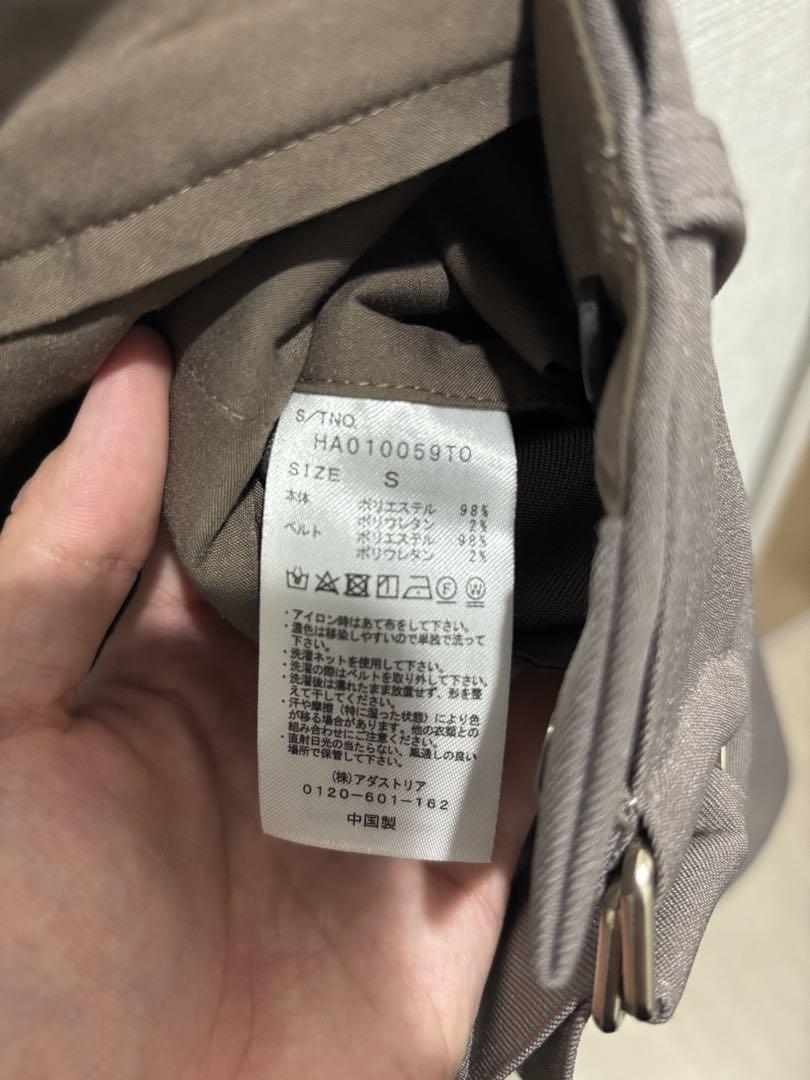 S/TNO.
HA010059TO
SIZE S
本体 ポリエステル 98%
ポリウレタン 2%
ベルト ポリエステル 98%
ポリウレタン 2%
F W
・アイロン時はあて布をして下さい。
・濃色は移染しやすいので単独で洗って
下さい。
・洗濯ネットを使用して下さい。
・洗濯の際はベルトを取り外して下さい。
・洗濯後は濡れたまま放置せず、形を整
えて干してください。
・汗や摩擦（特に湿った状態）により色
が移る場合があります。他の衣類との
組み合わせにご注意ください。
・直射日光の当たらない、風通しの良い
場所で保管して下さい。
(株)アダストリア
0120-601-162
中国製